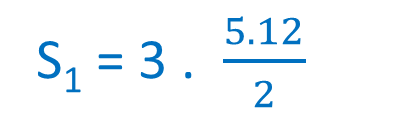 S₁ = 3 . 5.12/2